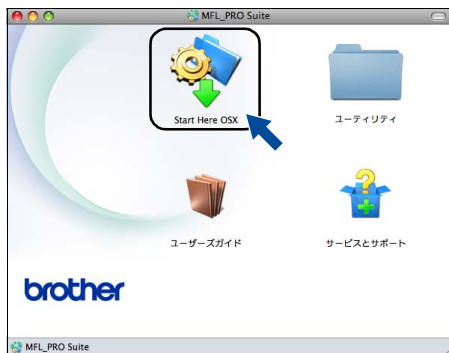 MFL_PRO Suite
Start Here OSX
ユーティリティ
ユーザーズガイド
サービスとサポート
brother
MFL_PRO Suite